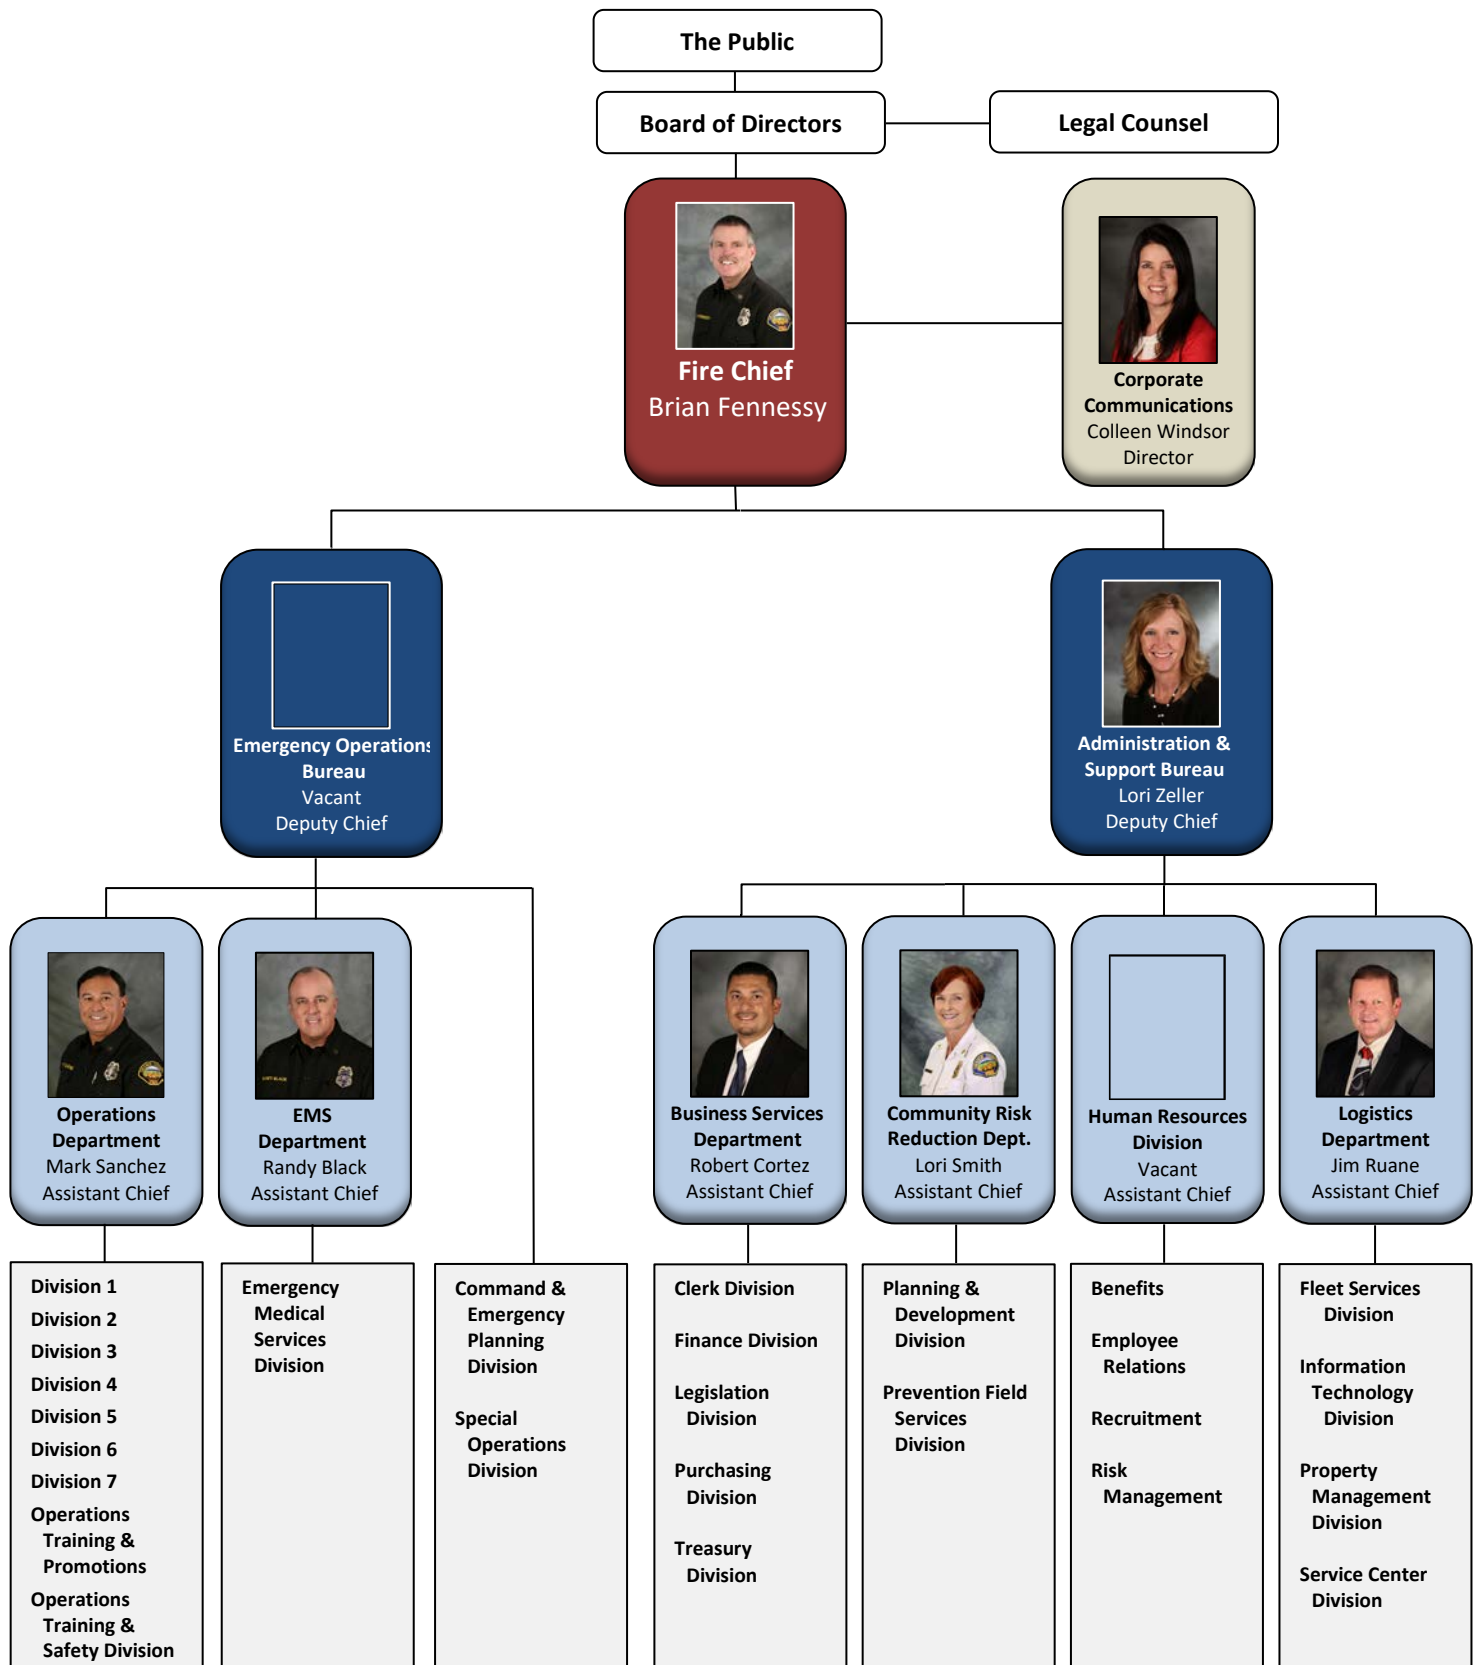 The Public
Board of Directors
Legal Counsel
Fire Chief
Brian Fennessy
Corporate
Communications
Colleen Windsor
Director
Emergency Operations
Bureau
Vacant
Deputy Chief
Administration &
Support Bureau
Lori Zeller
Deputy Chief
Operations
Department
Mark Sanchez
Assistant Chief
EMS
Department
Randy Black
Assistant Chief
Business Services
Department
Robert Cortez
Assistant Chief
Community Risk
Reduction Dept.
Lori Smith
Assistant Chief
Human Resources
Division
Vacant
Assistant Chief
Logistics
Department
Jim Ruane
Assistant Chief
Division 1
Division 2
Division 3
Division 4
Division 5
Division 6
Division 7
Operations
Training &
Promotions
Operations
Training &
Safety Division
Emergency
Medical
Services
Division
Command &
Emergency
Planning
Division
Special
Operations
Division
Clerk Division
Finance Division
Legislation
Division
Purchasing
Division
Treasury
Division
Planning &
Development
Division
Prevention Field
Services
Division
Benefits
Employee
Relations
Recruitment
Risk
Management
Fleet Services
Division
Information
Technology
Division
Property
Management
Division
Service Center
Division